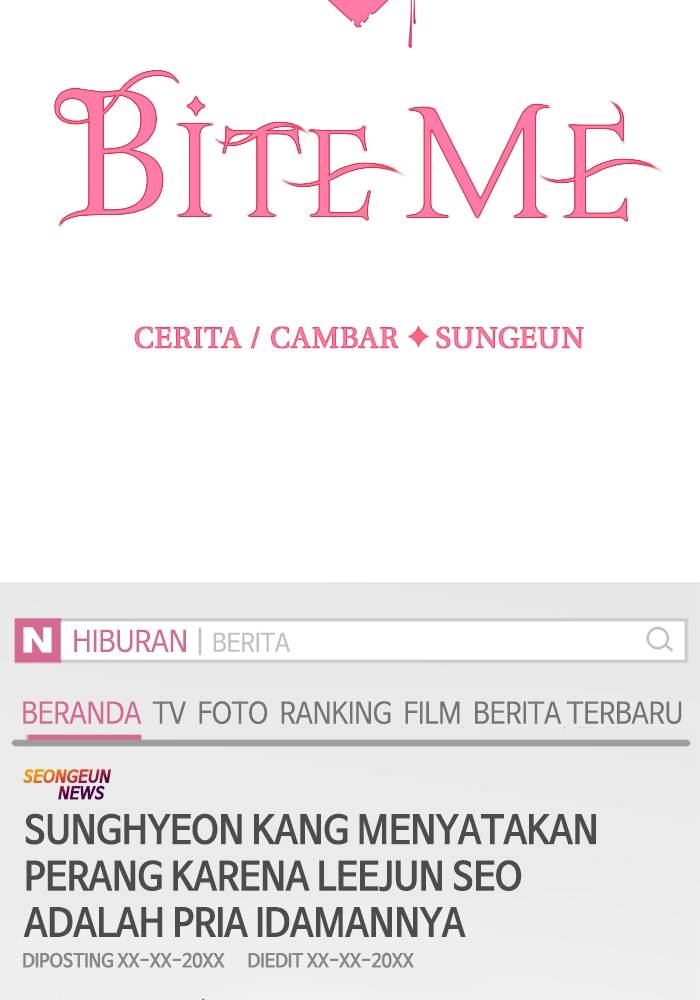 BITE ME
CERITA / CAMBAR ✦ SUNGEUN
N HIBURAN | BERITA
BERANDA TV FOTO RANKING FILM BERITA TERBARU
SEONGEUN
NEWS
SUNGHYEON KANG MENYATAKAN
PERANG KARENA LEEJUN SEO
ADALAH PRIA IDAMANNYA
DIPOSTING XX-XX-20XX DIEDIT XX-XX-20XX